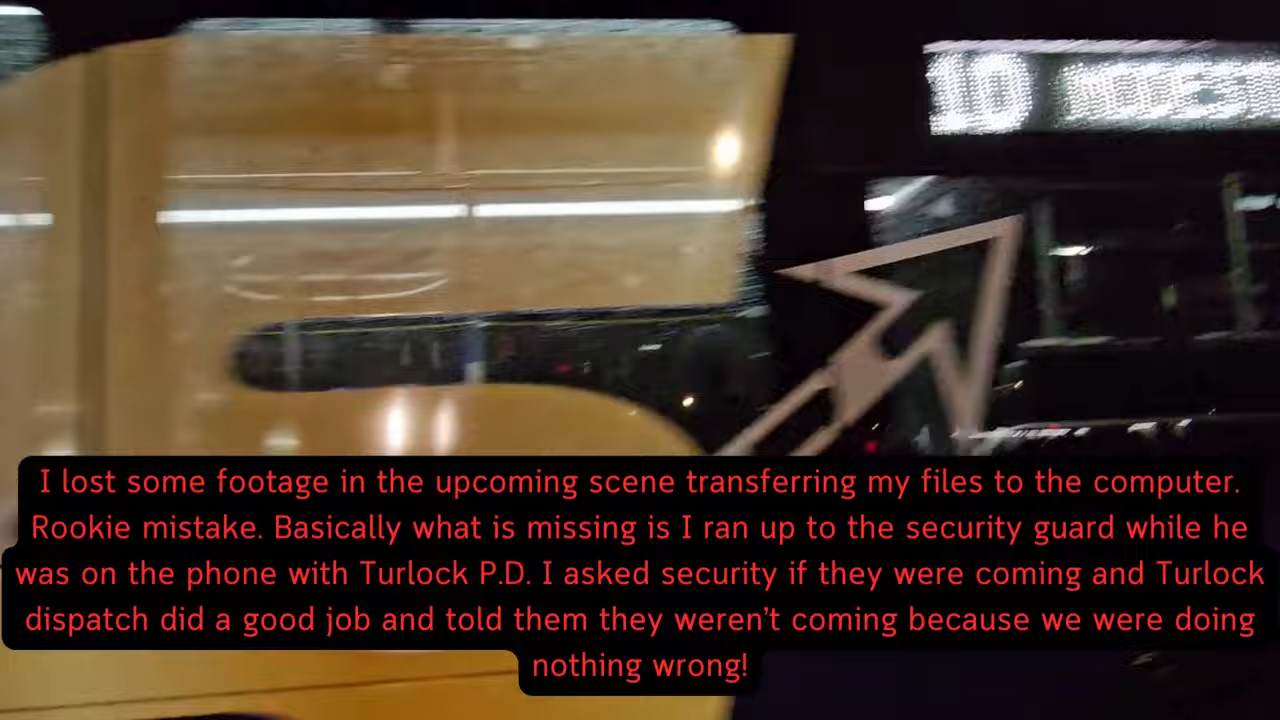 10 MODEST
I lost some footage in the upcoming scene transferring my files to the computer.
Rookie mistake. Basically what is missing is I ran up to the security guard while he
was on the phone with Turlock P.D. I asked security if they were coming and Turlock
dispatch did a good job and told them they weren't coming because we were doing
nothing wrong!